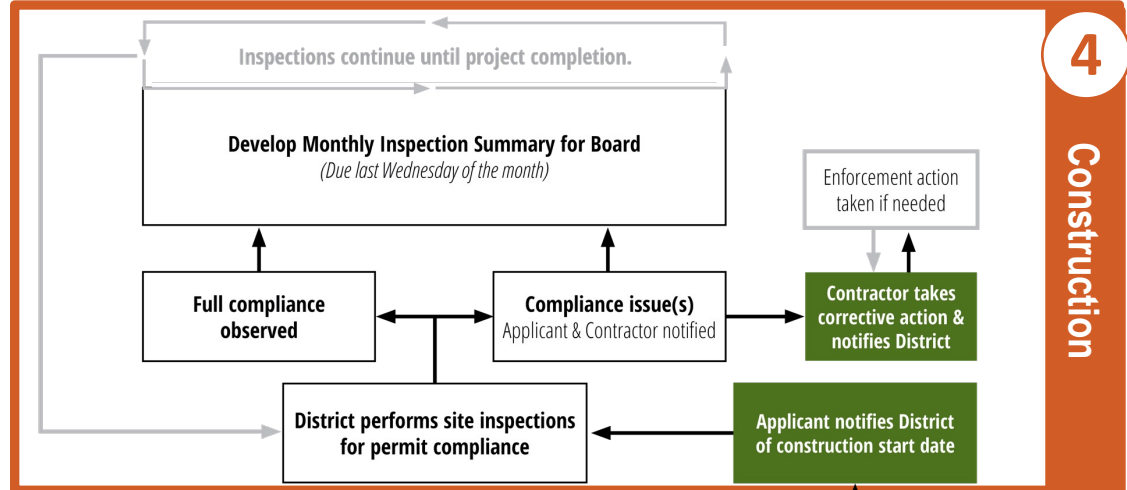 Inspections continue until project completion.
Develop Monthly Inspection Summary for Board
(Due last Wednesday of the month)
Enforcement action
taken if needed
Full compliance
observed
Compliance issue(s)
Applicant & Contractor notified
Contractor takes
corrective action &
notifies District
District performs site inspections
for permit compliance
Applicant notifies District
of construction start date
4
Construction